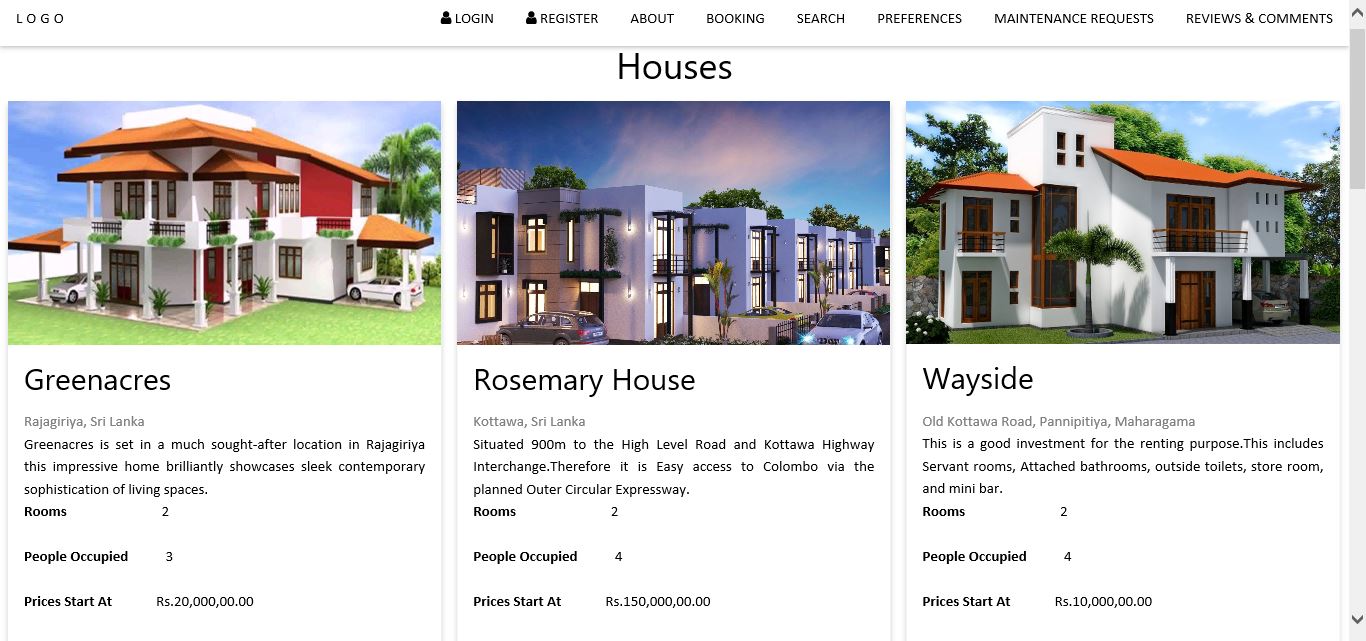 LOGO
LOGIN REGISTER ABOUT BOOKING SEARCH PREFERENCES MAINTENANCE REQUESTS REVIEWS & COMMENTS
Houses
Greenacres
Rajagiriya, Sri Lanka
Greenacres is set in a much sought-after location in Rajagiriya
this impressive home brilliantly showcases sleek contemporary
sophistication of living spaces.
Rooms 2
People Occupied 3
Prices Start At Rs.20,000,00.00
Rosemary House
Kottawa, Sri Lanka
Situated 900m to the High Level Road and Kottawa Highway
Interchange.Therefore it is Easy access to Colombo via the
planned Outer Circular Expressway.
Rooms 2
People Occupied 4
Prices Start At Rs.150,000,00.00
Wayside
Old Kottawa Road, Pannipitiya, Maharagama
This is a good investment for the renting purpose.This includes
Servant rooms, Attached bathrooms, outside toilets, store room,
and mini bar.
Rooms 2
People Occupied 4
Prices Start At Rs.10,000,00.00